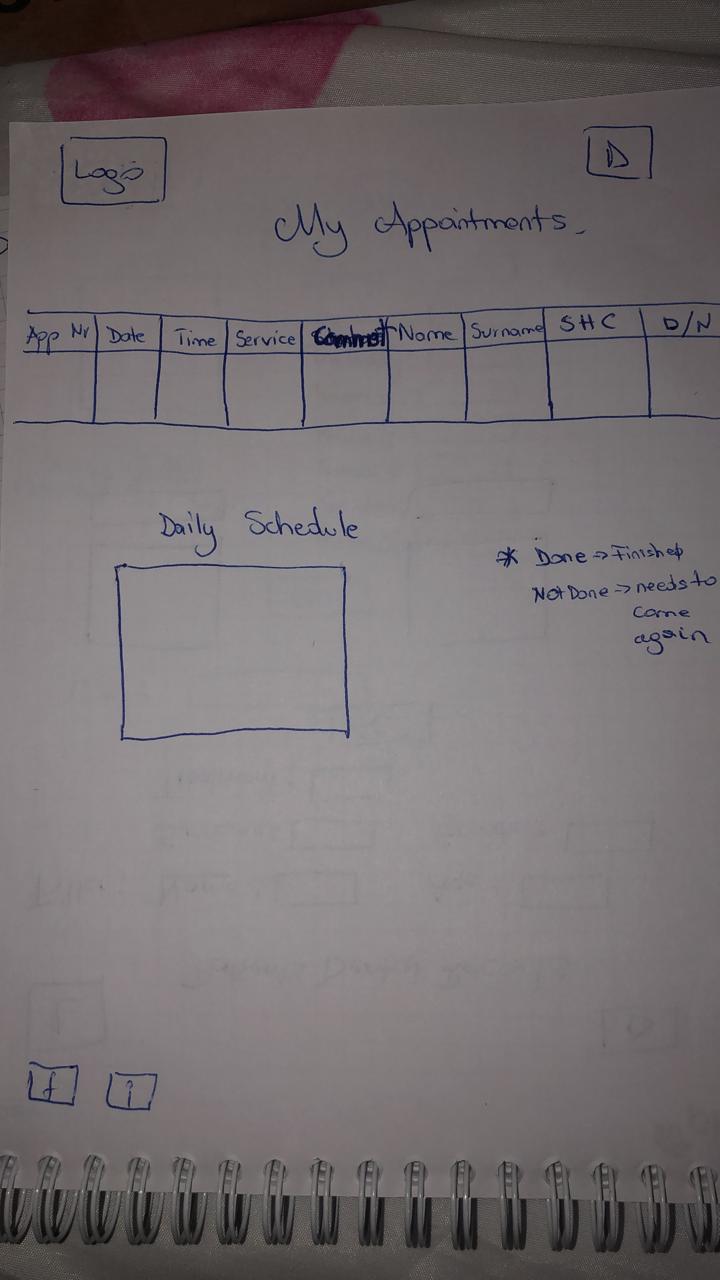 Logo
D
My Appointments.
App Nr Date Time Service Name Surname SHC D/N
Daily Schedule
* Done → Finished
Not Done → needs to
come
again
f i